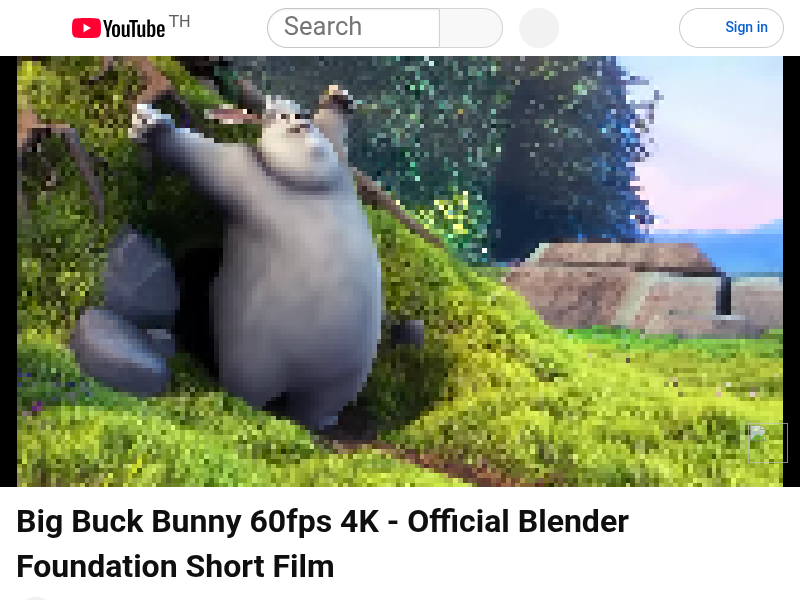 YouTube TH
Search
Sign in
Big Buck Bunny 60fps 4K - Official Blender
Foundation Short Film